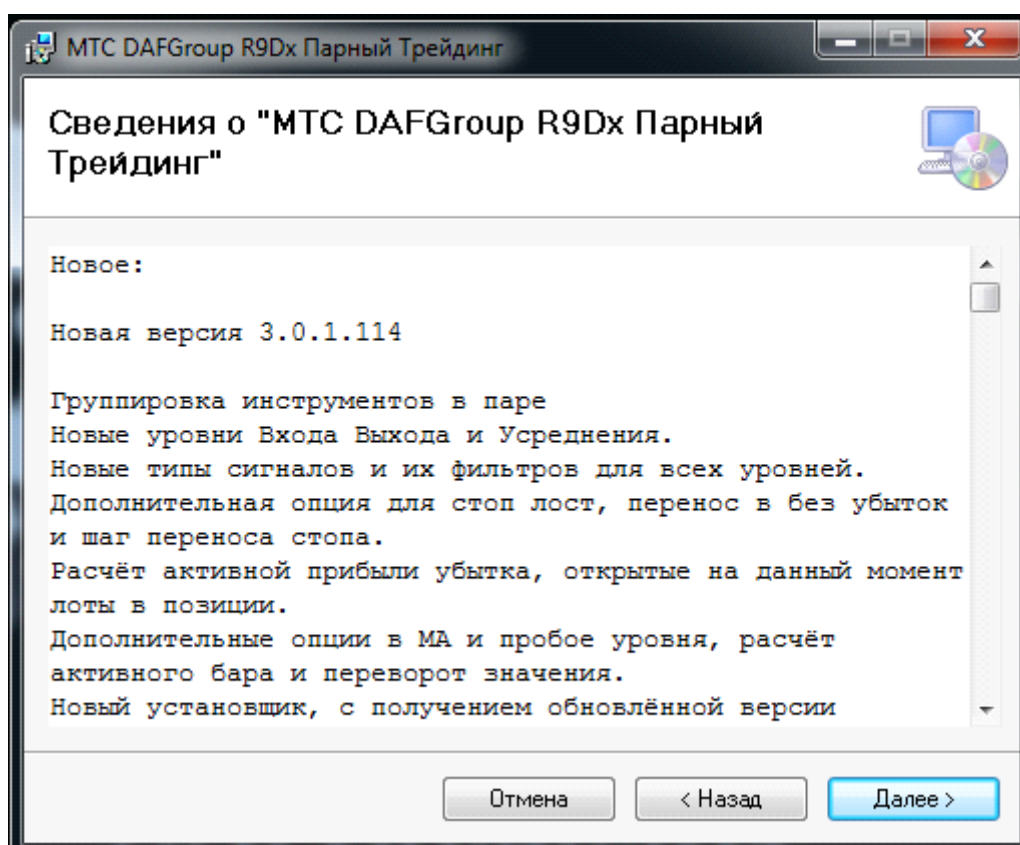 МТС DAFGroup R9Dx Парный Трейдинг
Сведения о "МТС DAFGroup R9Dx Парный
Трейдинг"
Новое:
Новая версия 3.0.1.114
Группировка инструментов в паре
Новые уровни Входа Выхода и Усреднения.
Новые типы сигналов и их фильтров для всех уровней.
Дополнительная опция для стоп лост, перенос в без убыток
и шаг переноса стопа.
Расчёт активной прибыли убытка, открытые на данный момент
лоты в позиции.
Дополнительные опции в МА и пробое уровня, расчёт
активного бара и переворот значения.
Новый установщик, с получением обновлённой версии
Отмена
< Назад
Далее >